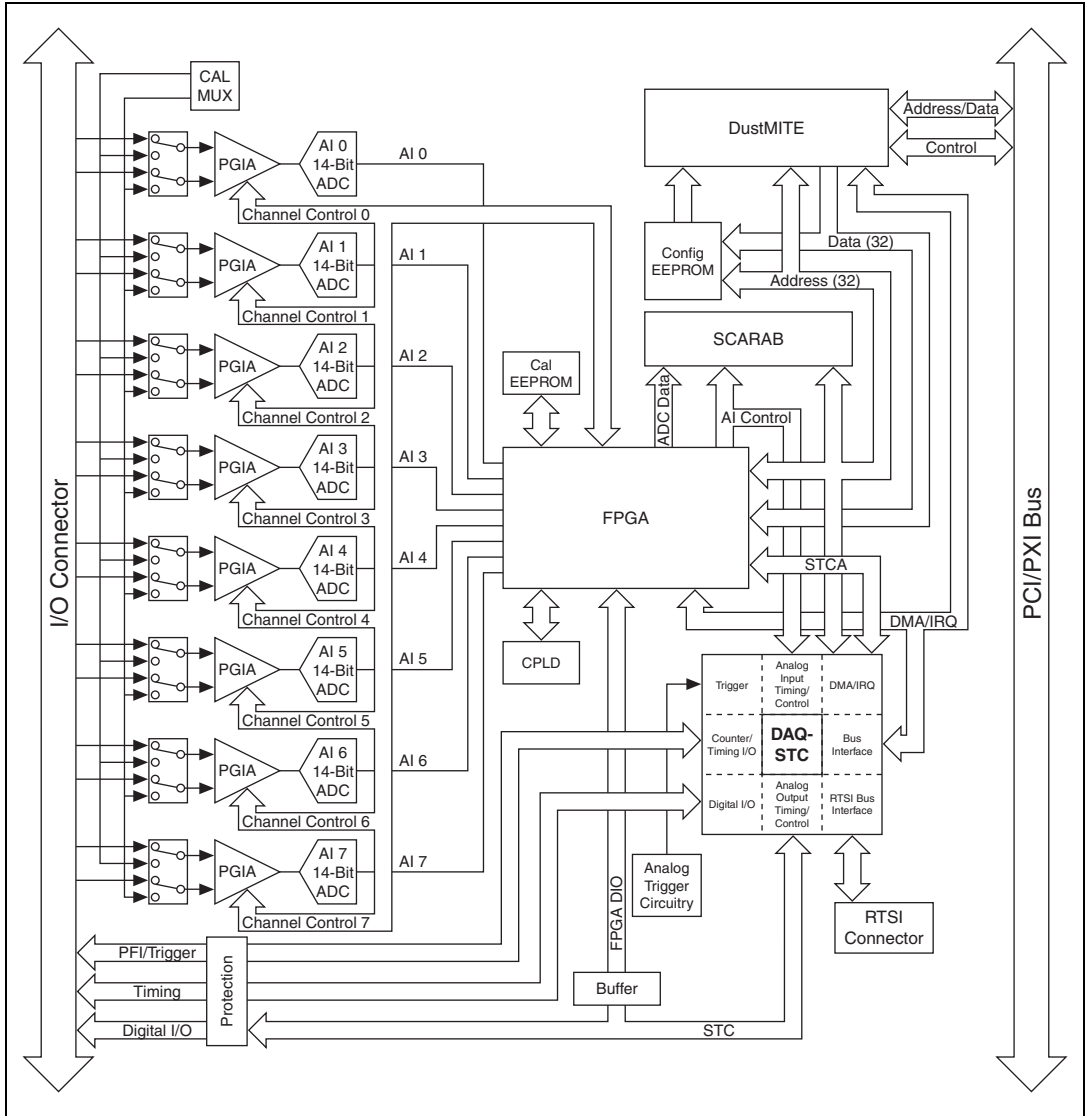 CAL
MUX
PGIA
AI 0
14-Bit
ADC
AI 0
Channel Control 0
PGIA
AI 1
14-Bit
ADC
AI 1
Channel Control 1
PGIA
AI 2
14-Bit
ADC
AI 2
Channel Control 2
PGIA
AI 3
14-Bit
ADC
AI 3
Channel Control 3
PGIA
AI 4
14-Bit
ADC
AI 4
Channel Control 4
PGIA
AI 5
14-Bit
ADC
AI 5
Channel Control 5
PGIA
AI 6
14-Bit
ADC
AI 6
Channel Control 6
PGIA
AI 7
14-Bit
ADC
AI 7
Channel Control 7
I/O Connector
PFI/Trigger
Timing
Digital I/O
Protection
DustMITE
Address/Data
Control
Config
EEPROM
Data (32)
Address (32)
SCARAB
Cal
EEPROM
ADC Data
AI Control
FPGA
STCA
DMA/IRQ
CPLD
Trigger
Analog
Input
Timing/
Control
DMA/IRQ
Counter/
Timing I/O
DAQ-
STC
Bus
Interface
Digital I/O
Analog
Output
Timing/
Control
RTSI Bus
Interface
Analog
Trigger
Circuitry
RTSI
Connector
FPGA DIO
Buffer
STC
PCI/PXI Bus